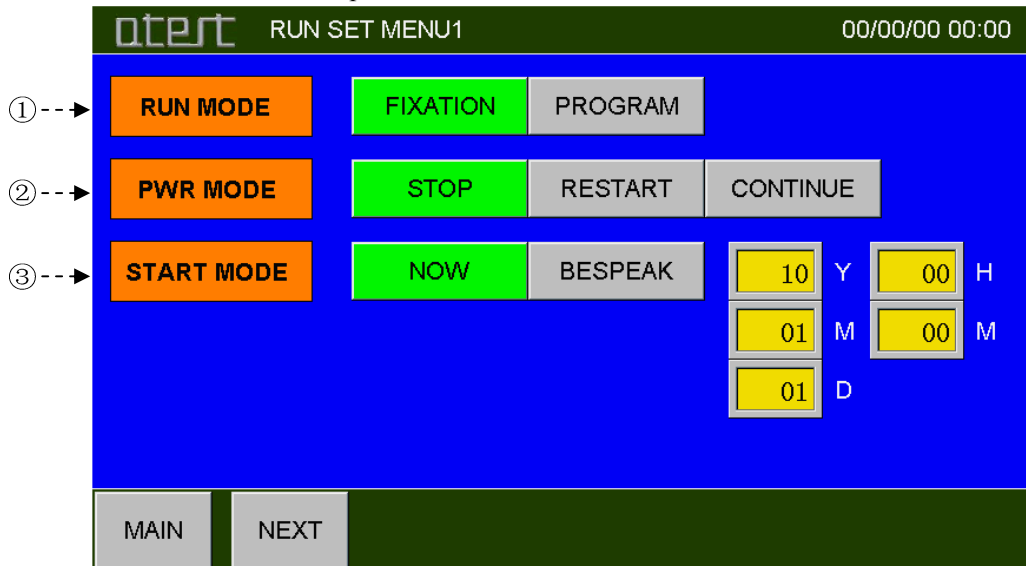 qtest RUN SET MENU1 00/00/00 00:00
① RUN MODE FIXATION PROGRAM
② PWR MODE STOP RESTART CONTINUE
③ START MODE NOW BESPEAK 10 Y 00 H
01 M 00 M
01 D
MAIN NEXT